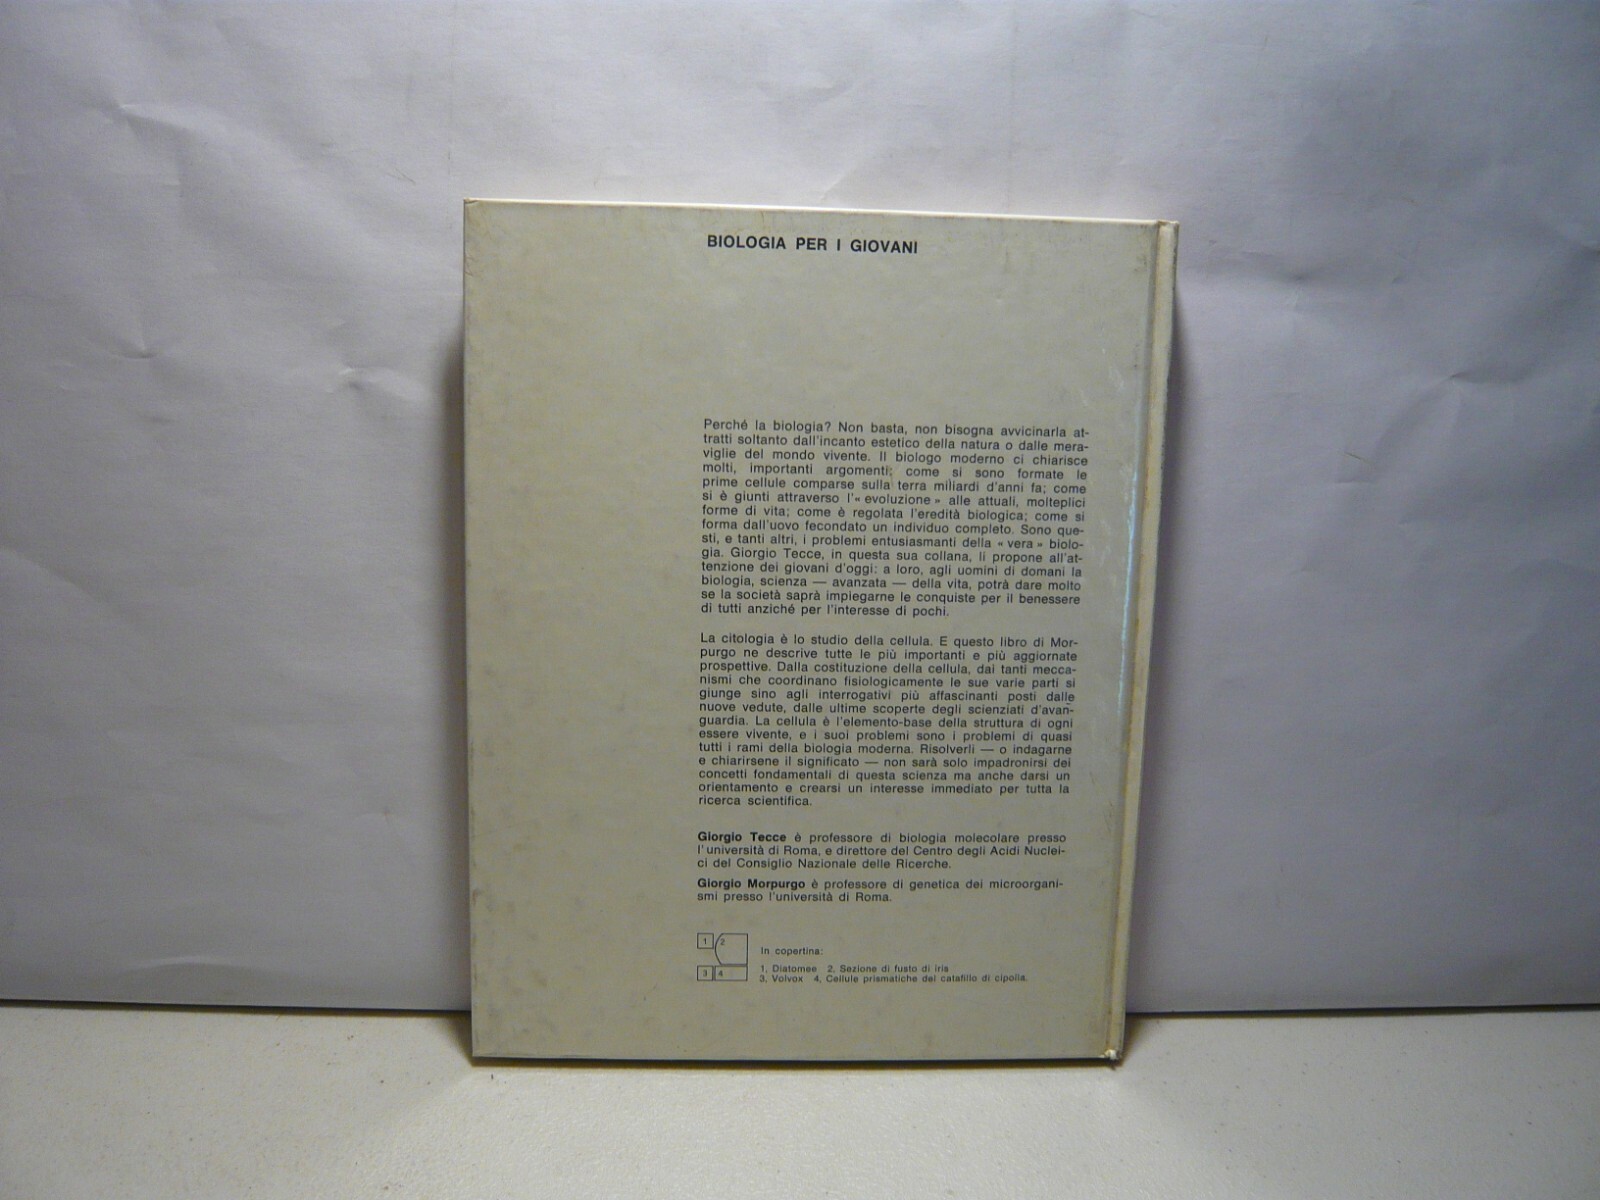 BIOLOGIA PER I GIOVANI
Perché la biologia? Non basta, non bisogna avvicinarla at-
tratti soltanto dall'incanto estetico della natura o dalle mera-
viglie del mondo vivente. Il biologo moderno ci chiarisce
molti, importanti argomenti: come si sono formate le
prime cellule comparse sulla terra miliardi d'anni fa; come
si è giunti attraverso l'« evoluzione » alle attuali, molteplici
forme di vita; come è regolata l'eredità biologica; come si
forma dall'uovo fecondato un individuo completo. Sono que-
sti, e tanti altri, i problemi entusiasmanti della « vera » biolo-
gia. Giorgio Tecce, in questa sua collana, li propone all'at-
tenzione dei giovani d'oggi: a loro, agli uomini di domani la
biologia, scienza — avanzata — della vita, potrà dare molto
se la società saprà impiegarne le conquiste per il benessere
di tutti anziché per l'interesse di pochi.
La citologia è lo studio della cellula. E questo libro di Mor-
purgo ne descrive tutte le più importanti e più aggiornate
prospettive. Dalla costituzione della cellula, dai tanti mecca-
nismi che coordinano fisiologicamente le sue varie parti si
giunge sino agli interrogativi più affascinanti posti dalle
nuove vedute, dalle ultime scoperte degli scienziati d'avan-
guardia. La cellula è l'elemento-base della struttura di ogni
essere vivente, e i suoi problemi sono i problemi di quasi
tutti i rami della biologia moderna. Risolverli — o indagarne
e chiarirsene il significato — non sarà solo impadronirsi dei
concetti fondamentali di questa scienza ma anche darsi un
orientamento e crearsi un interesse immediato per tutta la
ricerca scientifica.
Giorgio Tecce è professore di biologia molecolare presso
l'università di Roma, e direttore del Centro degli Acidi Nuclei-
ci del Consiglio Nazionale delle Ricerche.
Giorgio Morpurgo è professore di genetica dei microorgani-
smi presso l'università di Roma.
1 2
3 4
In copertina:
1, Diatomee 2, Sezione di fusto di iris
3, Volvox 4, Cellule prismatiche del catafillo di cipolla.